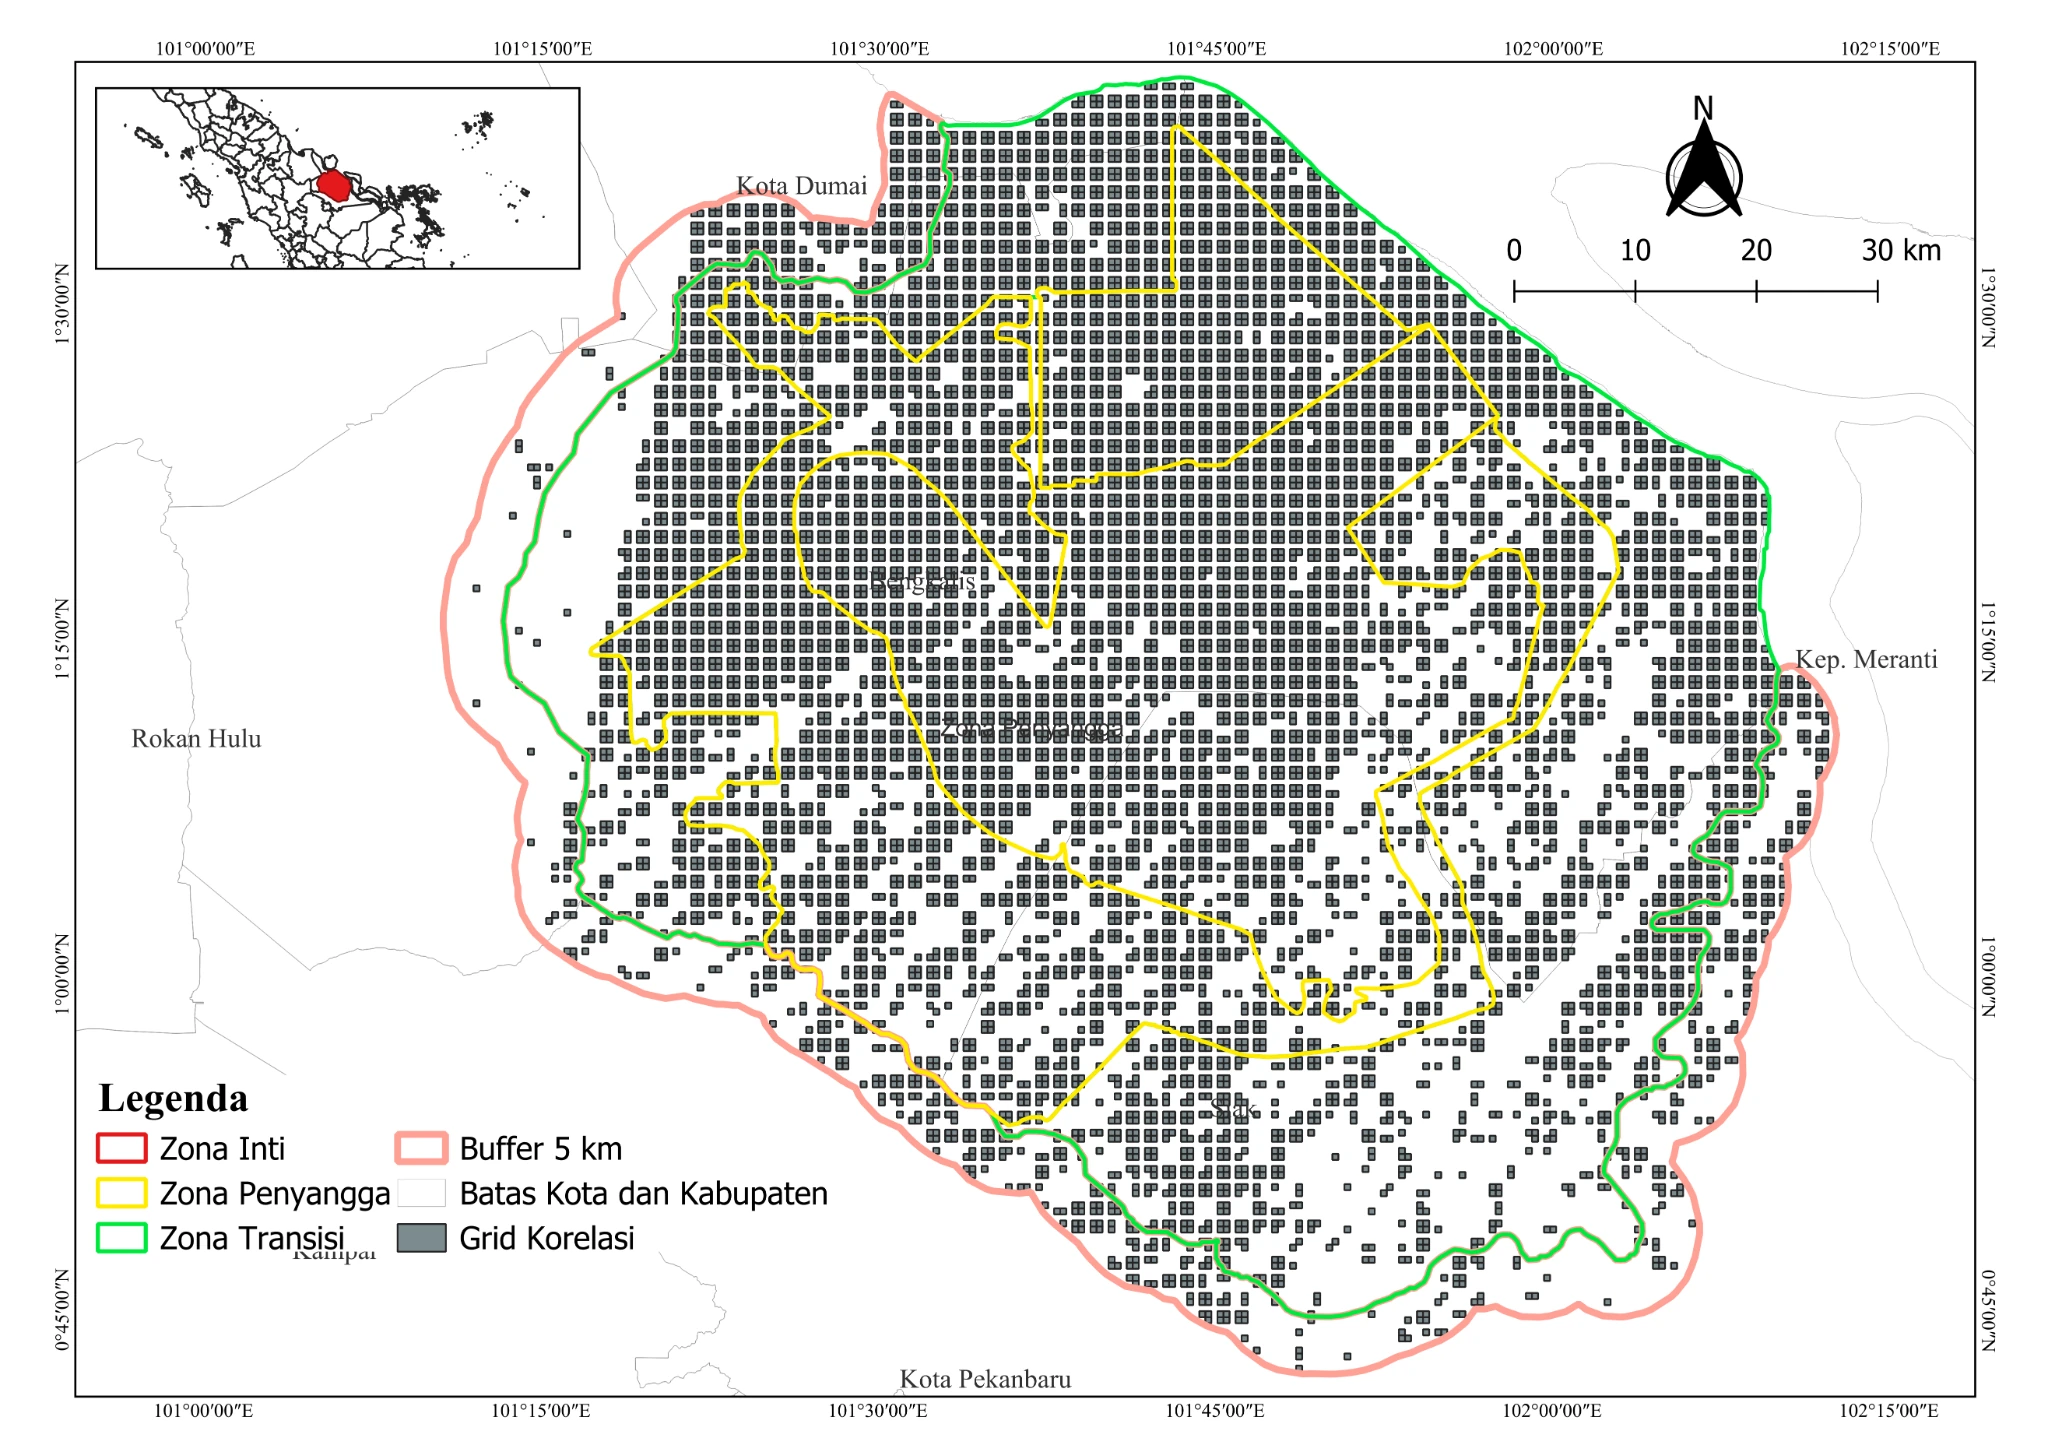 101°00′00″E 101°15′00″E 101°30′00″E 101°45′00″E 102°00′00″E 102°15′00″E
N
0 10 20 30 km
Kota Dumai
1°30′00″N 1°30′00″N
Bengkalis
1°15′00″N 1°15′00″N
Kep. Meranti
Rokan Hulu
Zona Penyangga
1°00′00″N 1°00′00″N
Siak
Legenda
Zona Inti
Zona Penyangga
Zona Transisi
Buffer 5 km
Batas Kota dan Kabupaten
Grid Korelasi
Kampar
0°45′00″N 0°45′00″N
Kota Pekanbaru
101°00′00″E 101°15′00″E 101°30′00″E 101°45′00″E 102°00′00″E 102°15′00″E